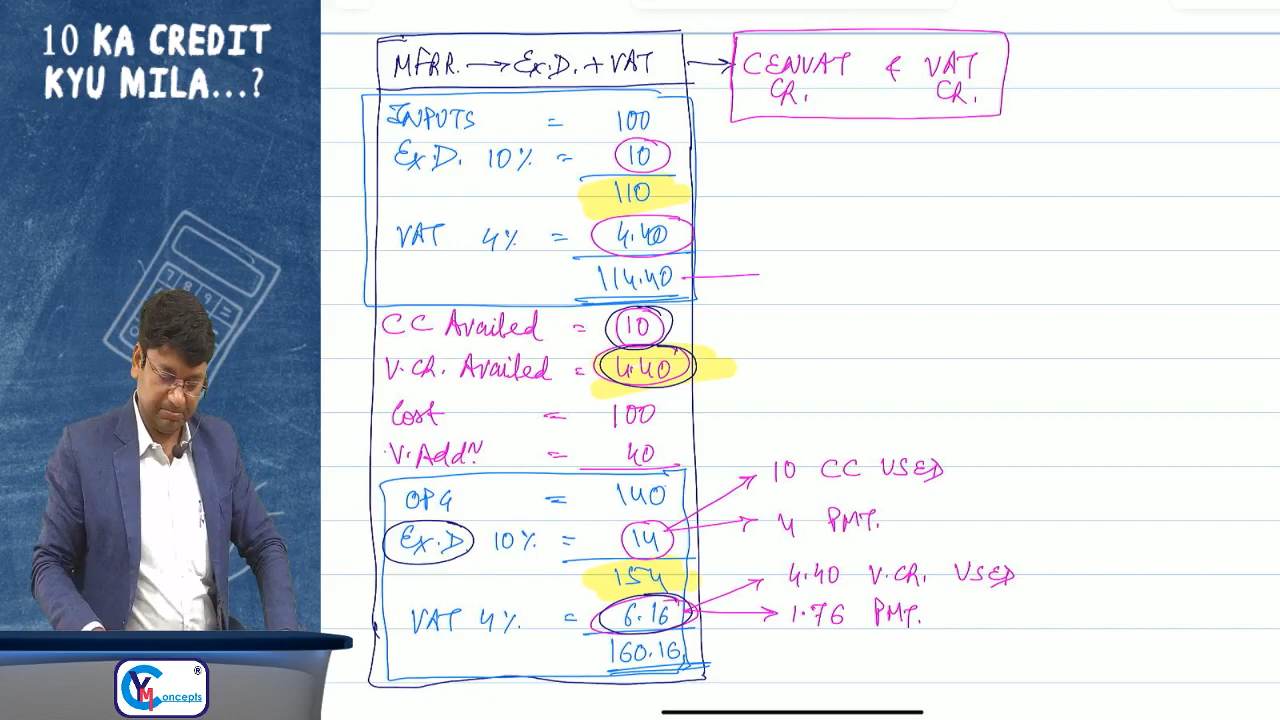 10 KA CREDIT
KYU MILA...?
MFRR. → Ex.D. + VAT → CENVAT CR. & VAT CR.
INPUTS = 100
Ex.D. 10% = 10
110
VAT 4% = 4.40
114.40
CC Availed = 10
V.CR. Availed = 4.40
Cost = 100
V.Addn. = 40
OPG = 140
Ex.D 10% = 14
→ 10 CC USED
→ 4 PMT.
154
VAT 4% = 6.16
→ 4.40 V.CR. USED
→ 1.76 PMT.
160.16
CYMT oncepts
®